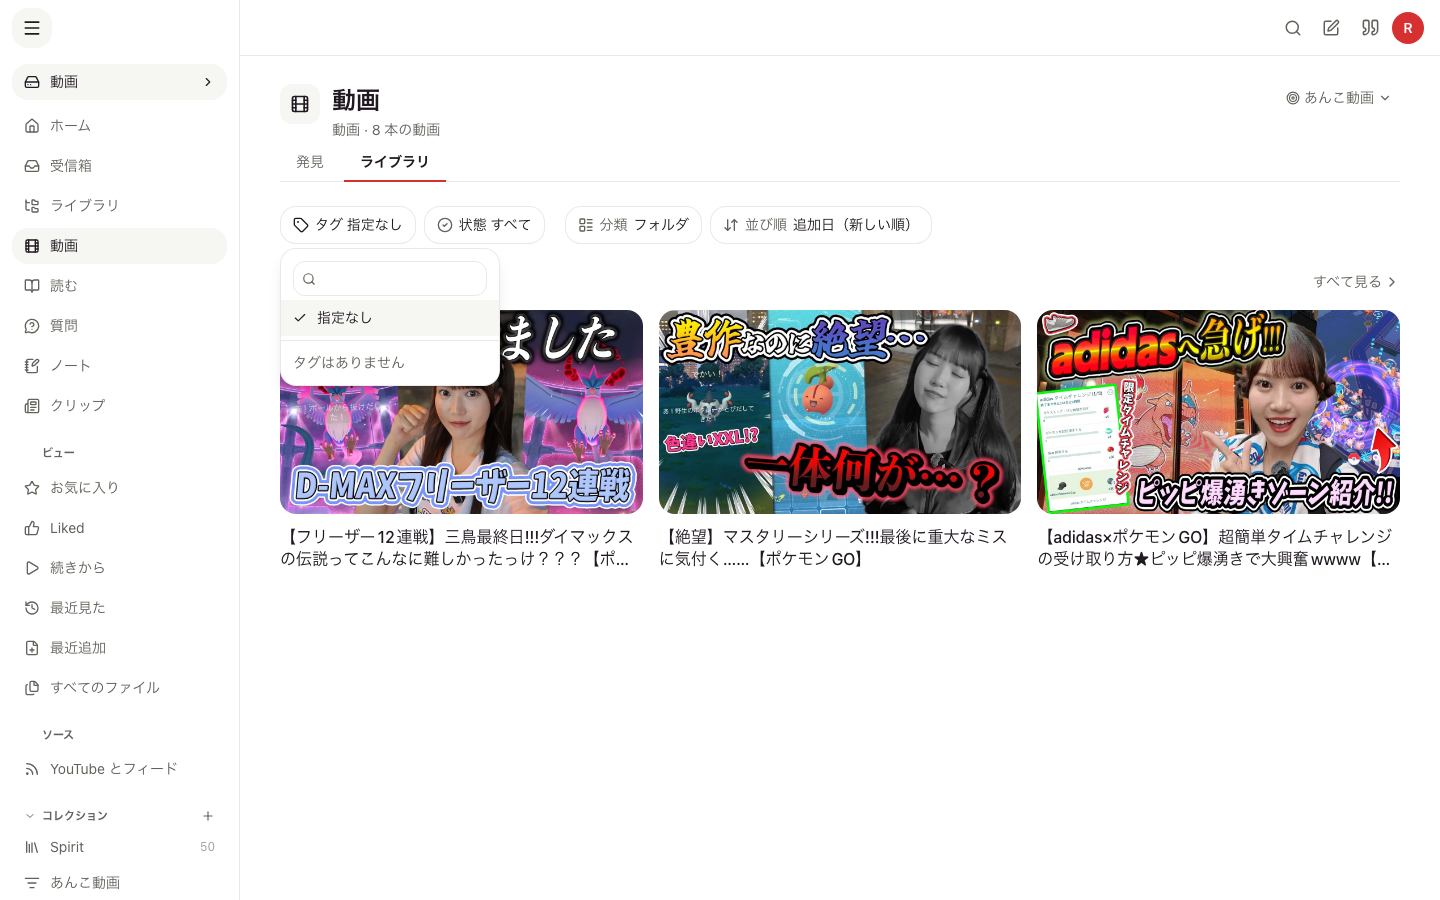 R
動画
ホーム
受信箱
ライブラリ
動画
読む
質問
ノート
クリップ
ビュー
お気に入り
Liked
続きから
最近見た
最近追加
すべてのファイル
ソース
YouTube とフィード
コレクション
Spirit 50
あんこ動画
動画
動画 · 8 本の動画
あんこ動画
発見 ライブラリ
タグ 指定なし 状態 すべて 分類 フォルダ 並び順 追加日（新しい順）
すべて見る
指定なし
タグはありません
ました
D-MAXフリーザー12連戦
豊作なのに絶望…
でかい！
色違いXXL!?
一体何が…？
adidasへ急げ!!!
限定タイムチャレンジ
ピッピ爆湧きゾーン紹介!!
【フリーザー12連戦】三鳥最終日!!!ダイマックス
の伝説ってこんなに難しかったっけ？？？【ポ...
【絶望】マスタリーシリーズ!!!最後に重大なミス
に気付く......【ポケモンGO】
【adidas×ポケモンGO】超簡単タイムチャレンジ
の受け取り方★ピッピ爆湧きで大興奮wwww【...